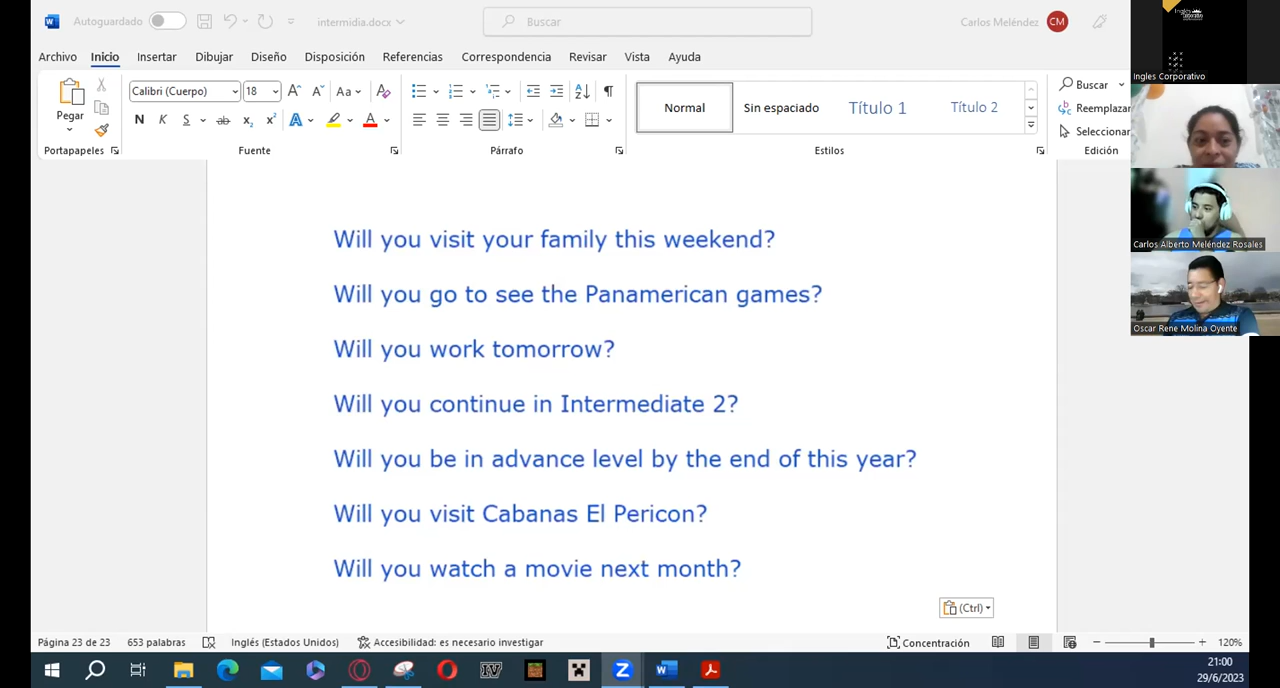 Autoguardado
intermidia.docx
Buscar
Carlos Meléndez
CM
Archivo Inicio Insertar Dibujar Diseño Disposición Referencias Correspondencia Revisar Vista Ayuda
Pegar
Calibri (Cuerpo) 18
Aa
N K S ab x₂ x² A A
Normal
Sin espaciado
Título 1
Título 2
Buscar
Reemplazar
Seleccionar
Portapapeles
Fuente
Párrafo
Estilos
Edición
Ingles Corporativo
Carlos Alberto Meléndez Rosales
Oscar Rene Molina Oyente
Will you visit your family this weekend?
Will you go to see the Panamerican games?
Will you work tomorrow?
Will you continue in Intermediate 2?
Will you be in advance level by the end of this year?
Will you visit Cabanas El Pericon?
Will you watch a movie next month?
(Ctrl)
Página 23 de 23
653 palabras
Inglés (Estados Unidos)
Accesibilidad: es necesario investigar
Concentración
120%
IV
21:00
29/6/2023